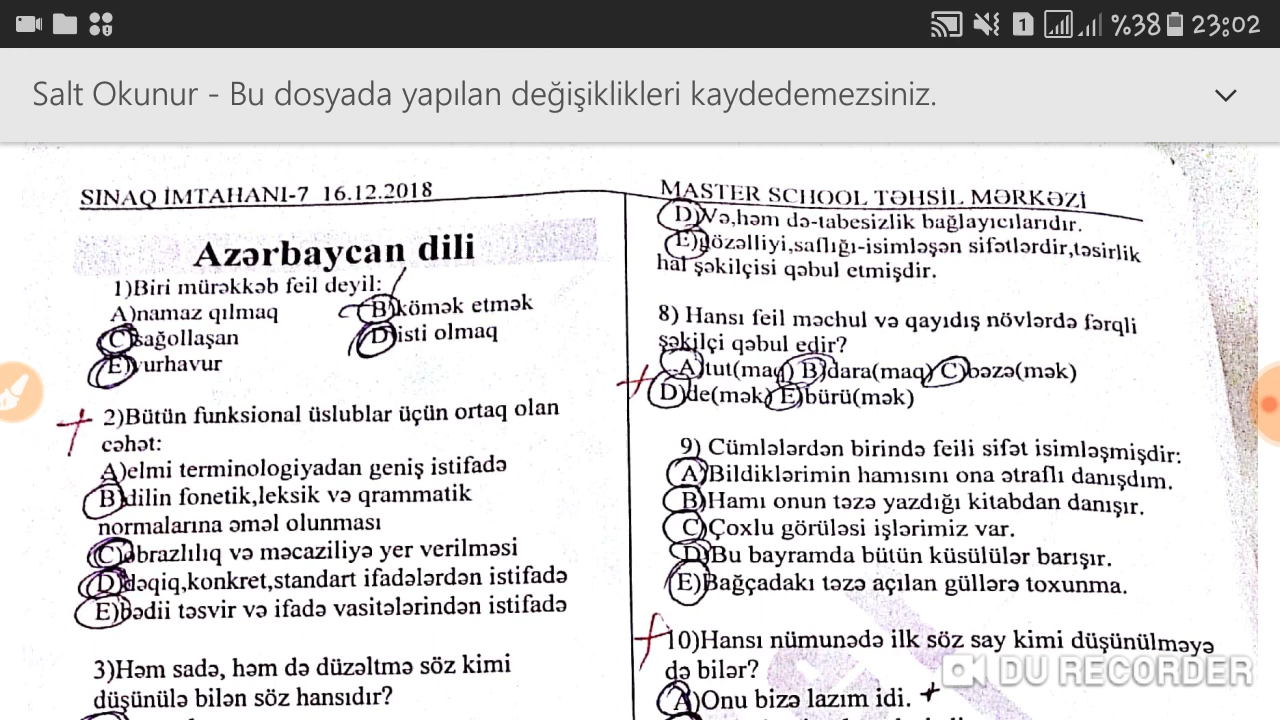 1 %38 23:02
Salt Okunur - Bu dosyada yapılan değişiklikleri kaydedemezsiniz.
SINAQ İMTAHANI-7 16.12.2018
Azərbaycan dili
1)Biri mürəkkəb feil deyil:
A)namaz qılmaq B)kömək etmək
C)sağollaşan D)isti olmaq
E)vurhavur
2)Bütün funksional üslublar üçün ortaq olan
cəhət:
A)elmi terminologiyadan geniş istifadə
B)dilin fonetik,leksik və qrammatik
normalarına əməl olunması
C)obrazlılıq və məcaziliyə yer verilməsi
D)dəqiq,konkret,standart ifadələrdən istifadə
E)bədii təsvir və ifadə vasitələrindən istifadə
3)Həm sadə, həm də düzəltmə söz kimi
düşünülə bilən söz hansıdır?
MASTER SCHOOL TƏHSİL MƏRKƏZİ
D)Və,həm də-tabesizlik bağlayıcılarıdır.
E)gözəlliyi,saflığı-isimləşən sifətlərdir,təsirlik
hal şəkilçisi qəbul etmişdir.
8) Hansı feil məchul və qayıdış növlərdə fərqli
şəkilçi qəbul edir?
A)tut(maq) B)dara(maq) C)bəzə(mək)
D)de(mək) E)bürü(mək)
9) Cümlələrdən birində feili sifət isimləşmişdir:
A)Bildiklərimin hamısını ona ətraflı danışdım.
B)Hamı onun təzə yazdığı kitabdan danışır.
C)Çoxlu görüləsi işlərimiz var.
D)Bu bayramda bütün küsülülər barışır.
E)Bağçadakı təzə açılan güllərə toxunma.
10)Hansı nümunədə ilk söz say kimi düşünülməyə
də bilər?
A)Onu bizə lazım idi. +
DU RECORDER